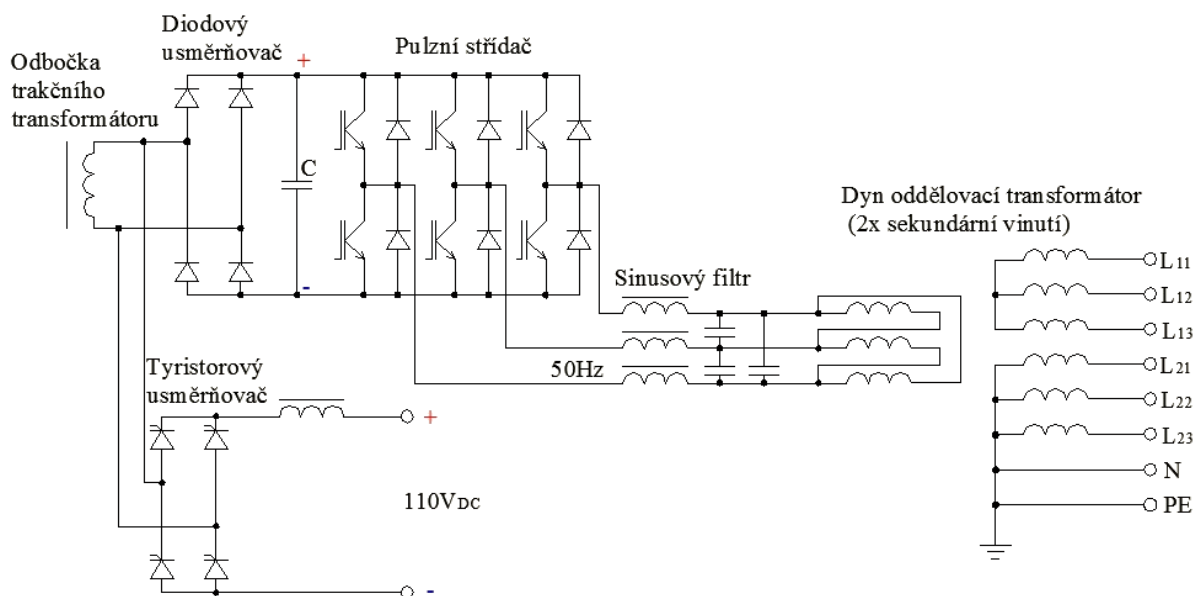 Diodový
usměrňovač
Pulzní střídač
Odbočka
trakčního
transformátoru
+
C
-
Dyn oddělovací transformátor
(2x sekundární vinutí)
Sinusový filtr
50Hz
L11
L12
L13
L21
L22
L23
N
PE
Tyristorový
usměrňovač
+
110VDC
-